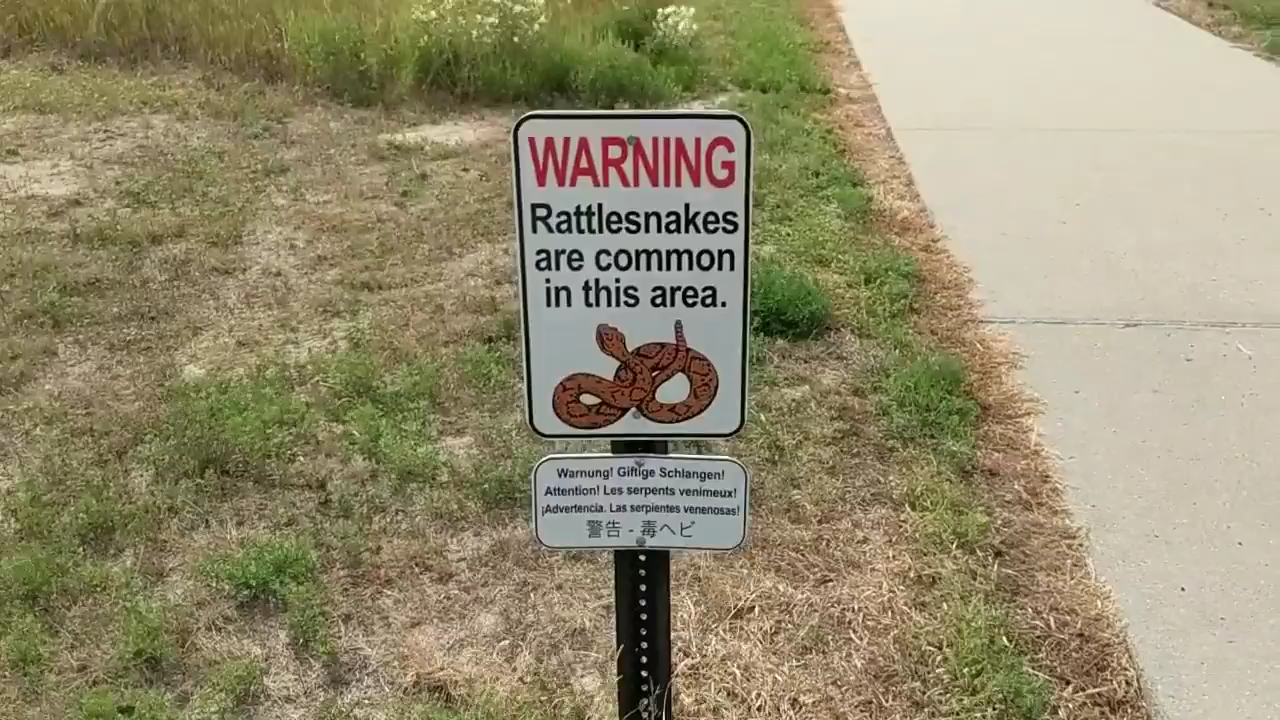 WARNING
Rattlesnakes
are common
in this area.
Warnung! Giftige Schlangen!
Attention! Les serpents venimeux!
¡Advertencia. Las serpientes venenosas!
警告 - 毒ヘビ